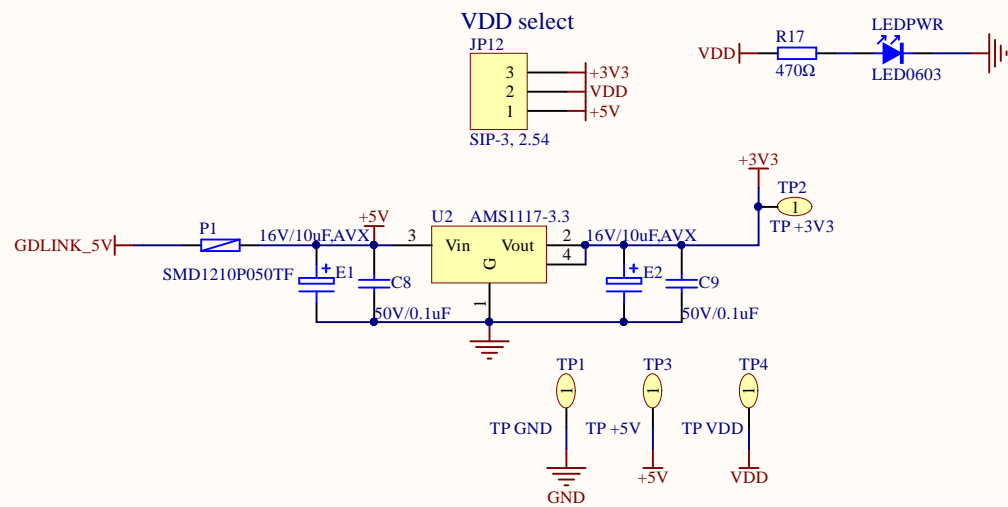 VDD select
JP12
3
+3V3
2
VDD
1
+5V
SIP-3, 2.54
LEDPWR
R17
VDD
470Ω
LED0603
+3V3
TP2
1
TP +3V3
P1
+5V
U2 AMS1117-3.3
GDLINK_5V
16V/10uF,AVX
3
Vin
Vout
2
16V/10uF,AVX
4
G
SMD1210P050TF
E1
C8
E2
C9
1
50V/0.1uF
50V/0.1uF
TP1
TP3
TP4
1
1
1
TP GND
TP +5V
TP VDD
GND
+5V
VDD